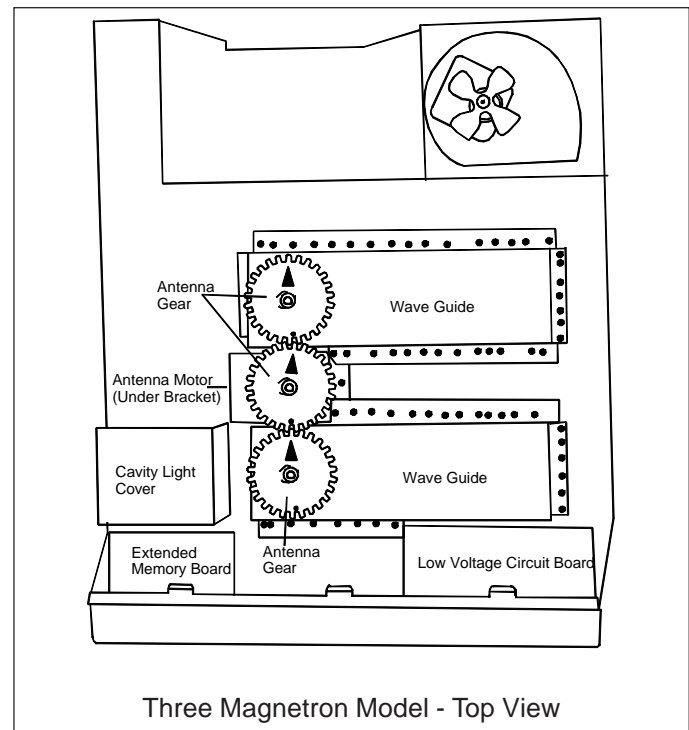 Antenna
Gear
Wave Guide
Antenna Motor
(Under Bracket)
Cavity Light
Cover
Wave Guide
Extended
Memory Board
Antenna
Gear
Low Voltage Circuit Board
Three Magnetron Model - Top View